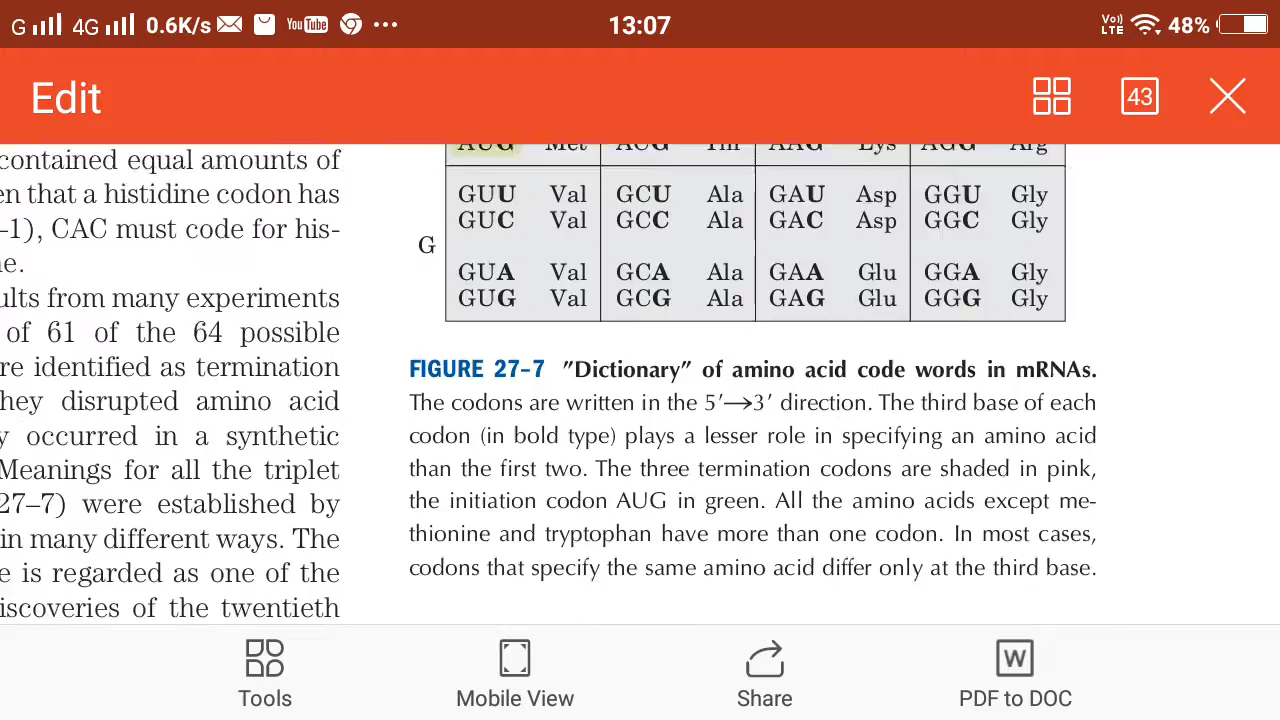 G 4G 0.6K/s YouTube ... 13:07 Vo)) LTE 48%
Edit 43
contained equal amounts of
en that a histidine codon has
–1), CAC must code for his-
ne.
ults from many experiments
of 61 of the 64 possible
re identified as termination
hey disrupted amino acid
y occurred in a synthetic
Meanings for all the triplet
27–7) were established by
in many different ways. The
e is regarded as one of the
iscoveries of the twentieth
AUG Met ACG Thr AAG Lys AGG Arg
GUU Val GCU Ala GAU Asp GGU Gly
GUC Val GCC Ala GAC Asp GGC Gly
G
GUA Val GCA Ala GAA Glu GGA Gly
GUG Val GCG Ala GAG Glu GGG Gly
FIGURE 27–7 ”Dictionary” of amino acid code words in mRNAs.
The codons are written in the 5′→3′ direction. The third base of each
codon (in bold type) plays a lesser role in specifying an amino acid
than the first two. The three termination codons are shaded in pink,
the initiation codon AUG in green. All the amino acids except me-
thionine and tryptophan have more than one codon. In most cases,
codons that specify the same amino acid differ only at the third base.
Tools Mobile View Share W PDF to DOC